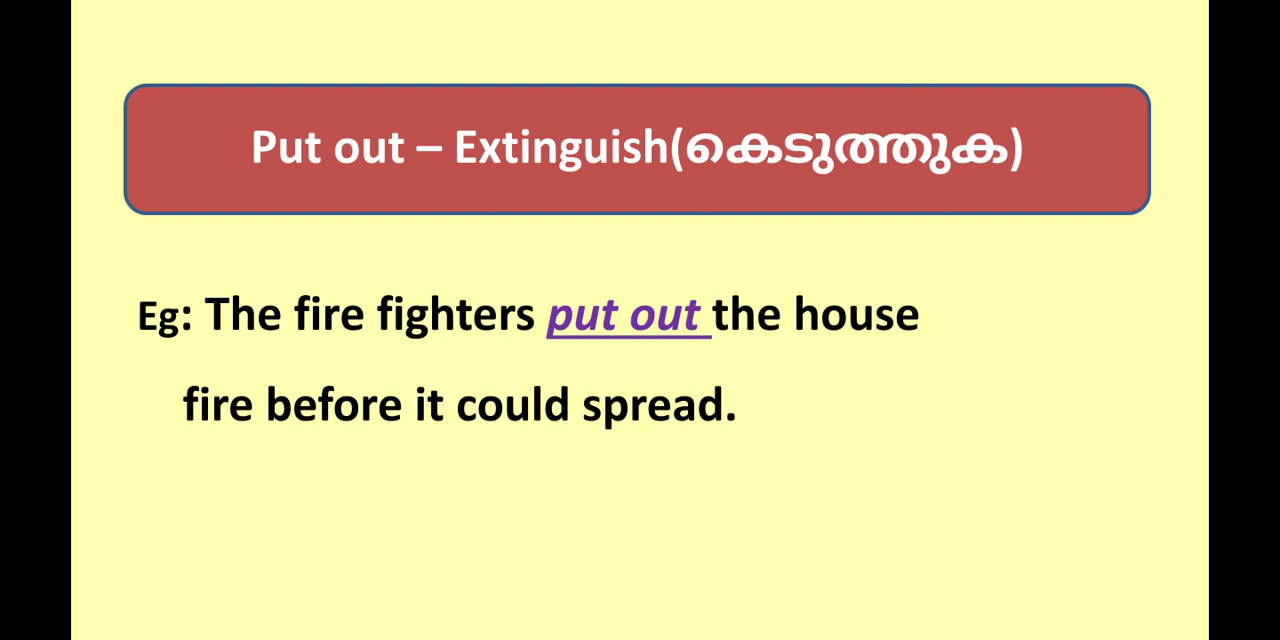 Put out – Extinguish(കെടുത്തുക)
Eg: The fire fighters put out the house
fire before it could spread.